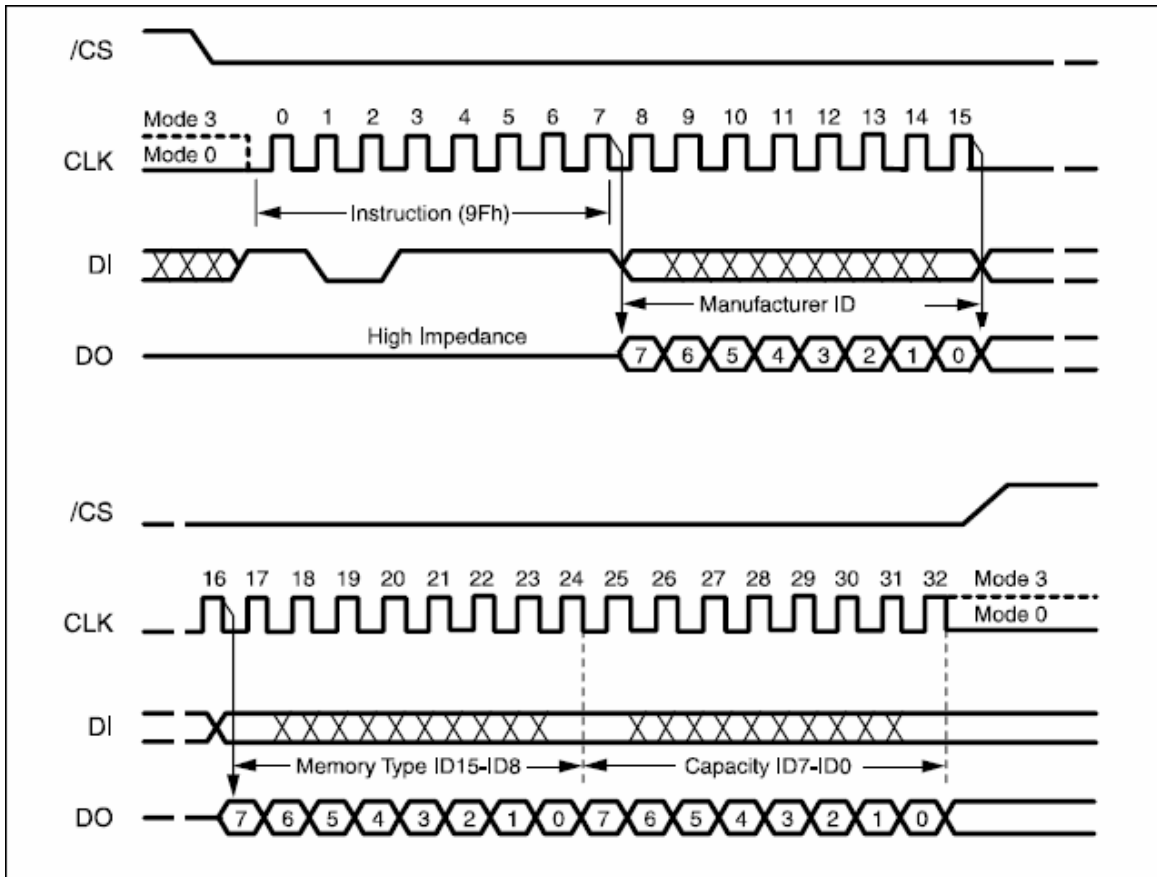 /CS
0 1 2 3 4 5 6 7 8 9 10 11 12 13 14 15
Mode 3
Mode 0
CLK
Instruction (9Fh)
DI
Manufacturer ID
High Impedance
DO
7 6 5 4 3 2 1 0
/CS
16 17 18 19 20 21 22 23 24 25 26 27 28 29 30 31 32
Mode 3
Mode 0
CLK
DI
Memory Type ID15-ID8
Capacity ID7-ID0
DO
7 6 5 4 3 2 1 0 7 6 5 4 3 2 1 0